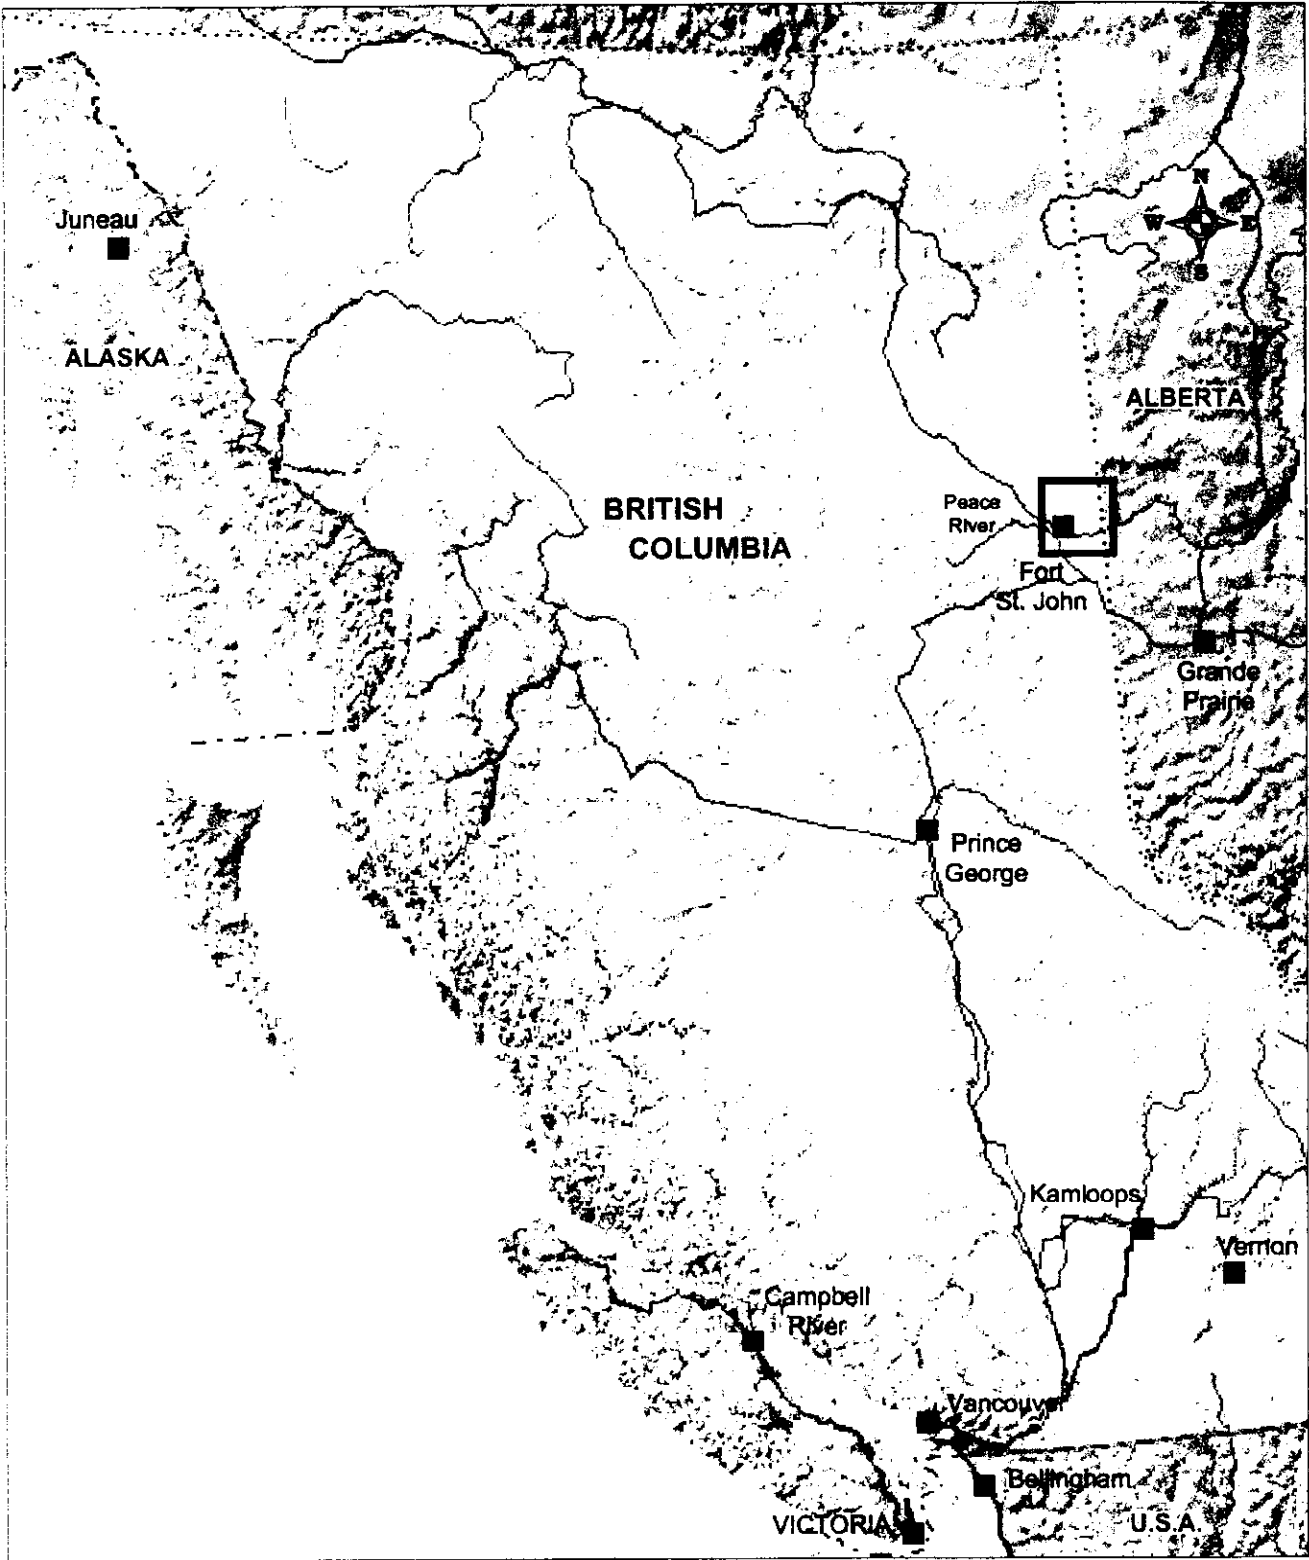 N
W E
S
Juneau
ALASKA
ALBERTA
BRITISH
COLUMBIA
Peace
River
Fort
St. John
Grande
Prairie
Prince
George
Kamloops
Vernon
Campbell
River
Vancouver
Bellingham
VICTORIA
U.S.A.